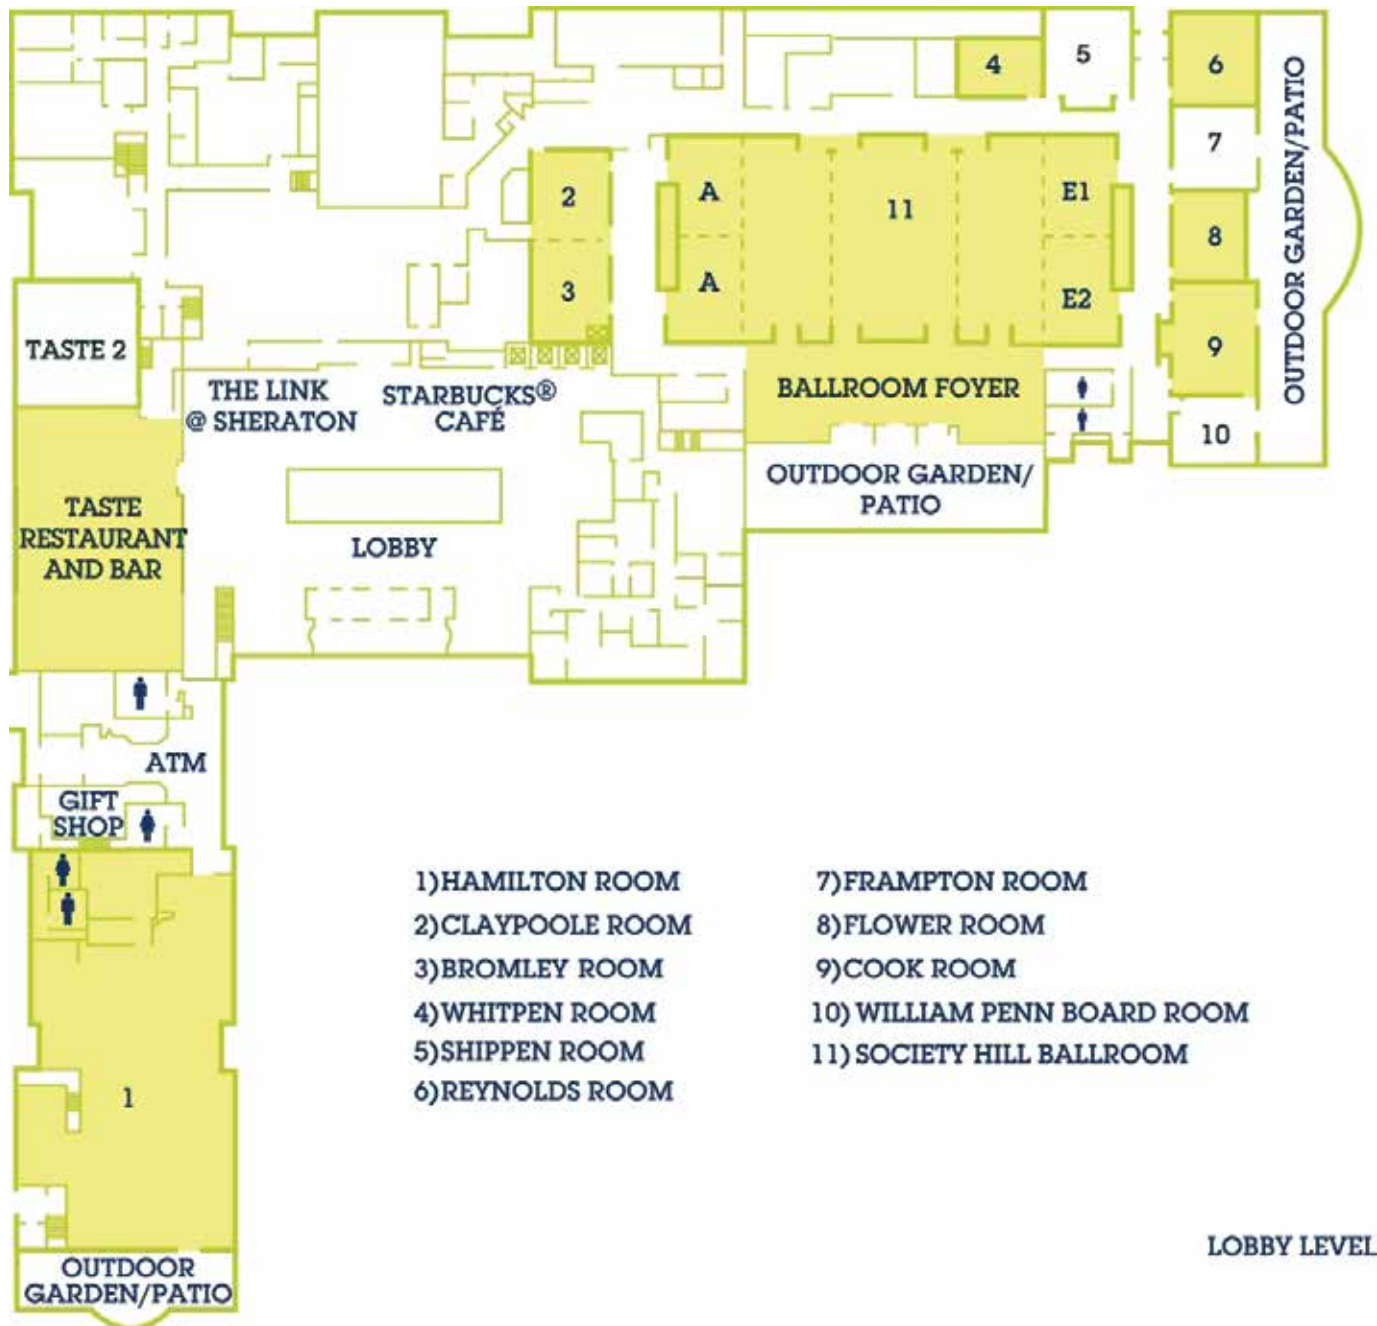 4
5
6
7
2
A
11
E1
8
3
A
E2
9
OUTDOOR GARDEN/PATIO
TASTE 2
THE LINK
@ SHERATON
STARBUCKS®
CAFÉ
BALLROOM FOYER
10
OUTDOOR GARDEN/
PATIO
TASTE
RESTAURANT
AND BAR
LOBBY
ATM
GIFT
SHOP
1
OUTDOOR
GARDEN/PATIO
1)HAMILTON ROOM
2)CLAYPOOLE ROOM
3)BROMLEY ROOM
4)WHITPEN ROOM
5)SHIPPEN ROOM
6)REYNOLDS ROOM
7)FRAMPTON ROOM
8)FLOWER ROOM
9)COOK ROOM
10) WILLIAM PENN BOARD ROOM
11) SOCIETY HILL BALLROOM
LOBBY LEVEL